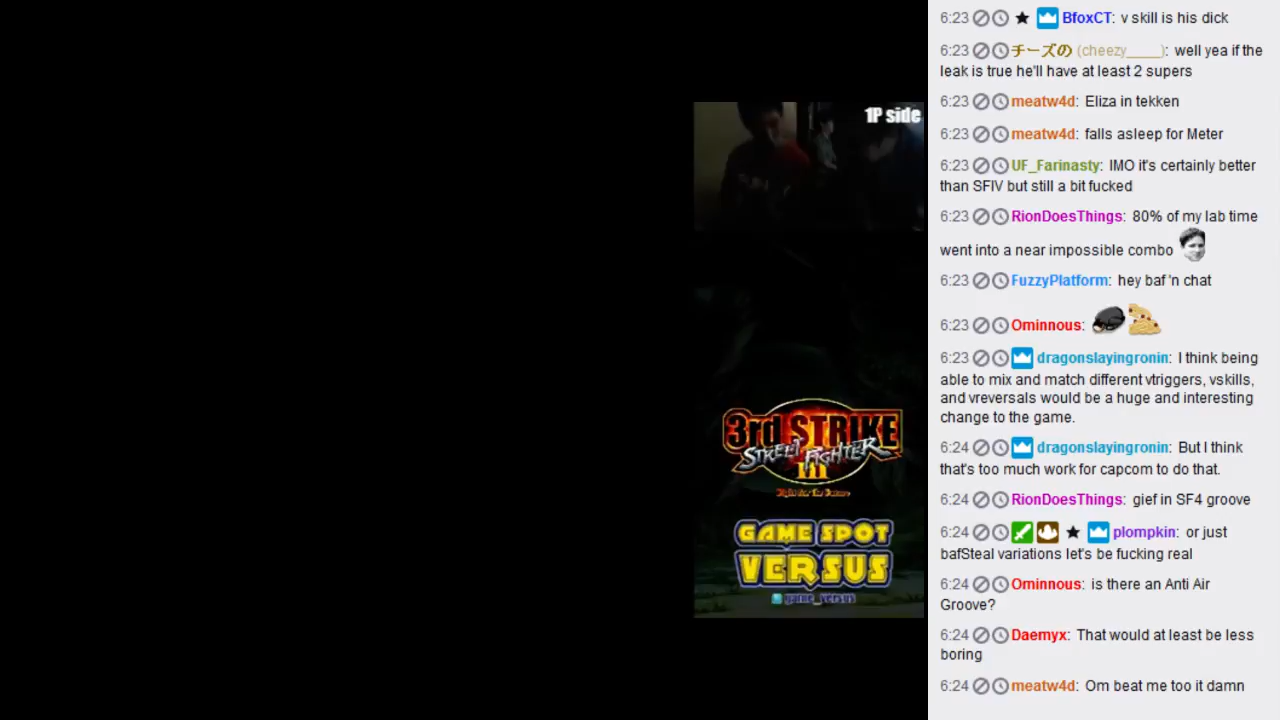 1P side
3rd STRIKE
STREET FIGHTER
III
Fight for the Future
GAME SPOT
VERSUS
game_versus
6:23 BfoxCT: v skill is his dick
6:23 チーズの (cheezy____): well yea if the
leak is true he'll have at least 2 supers
6:23 meatw4d: Eliza in tekken
6:23 meatw4d: falls asleep for Meter
6:23 UF_Farinasty: IMO it's certainly better
than SFIV but still a bit fucked
6:23 RionDoesThings: 80% of my lab time
went into a near impossible combo
6:23 FuzzyPlatform: hey baf 'n chat
6:23 Ominnous:
6:23 dragonslayingronin: I think being
able to mix and match different vtriggers, vskills,
and vreversals would be a huge and interesting
change to the game.
6:24 dragonslayingronin: But I think
that's too much work for capcom to do that.
6:24 RionDoesThings: gief in SF4 groove
6:24 plompkin: or just
bafSteal variations let's be fucking real
6:24 Ominnous: is there an Anti Air
Groove?
6:24 Daemyx: That would at least be less
boring
6:24 meatw4d: Om beat me too it damn